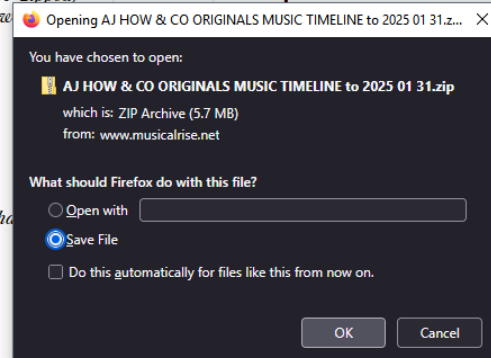 Opening AJ HOW & CO ORIGINALS MUSIC TIMELINE to 2025 01 31.z...
You have chosen to open:
AJ HOW & CO ORIGINALS MUSIC TIMELINE to 2025 01 31.zip
which is: ZIP Archive (5.7 MB)
from: www.musicalrise.net
What should Firefox do with this file?
Open with
Save File
Do this automatically for files like this from now on.
OK
Cancel